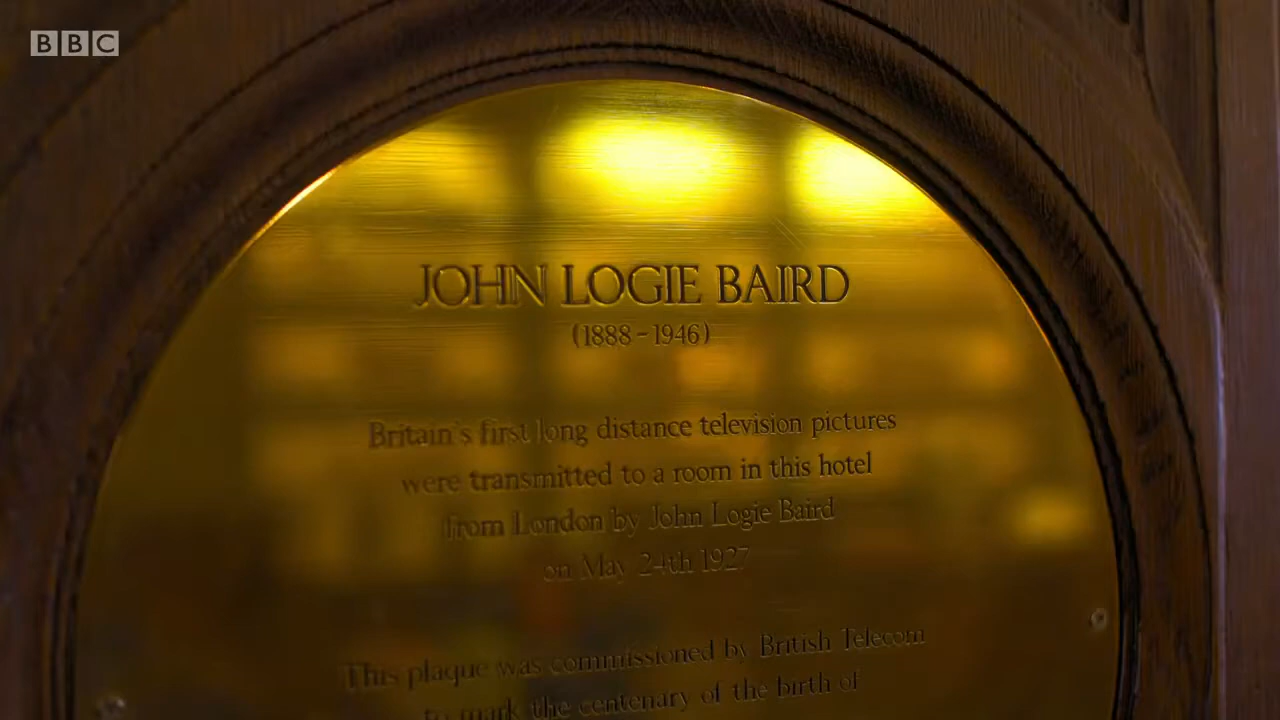 BBC
JOHN LOGIE BAIRD
(1888-1946)
Britain's first long distance television pictures
were transmitted to a room in this hotel
from London by John Logie Baird
on May 24th 1927
This plaque was commissioned by British Telecom
to mark the centenary of the birth of